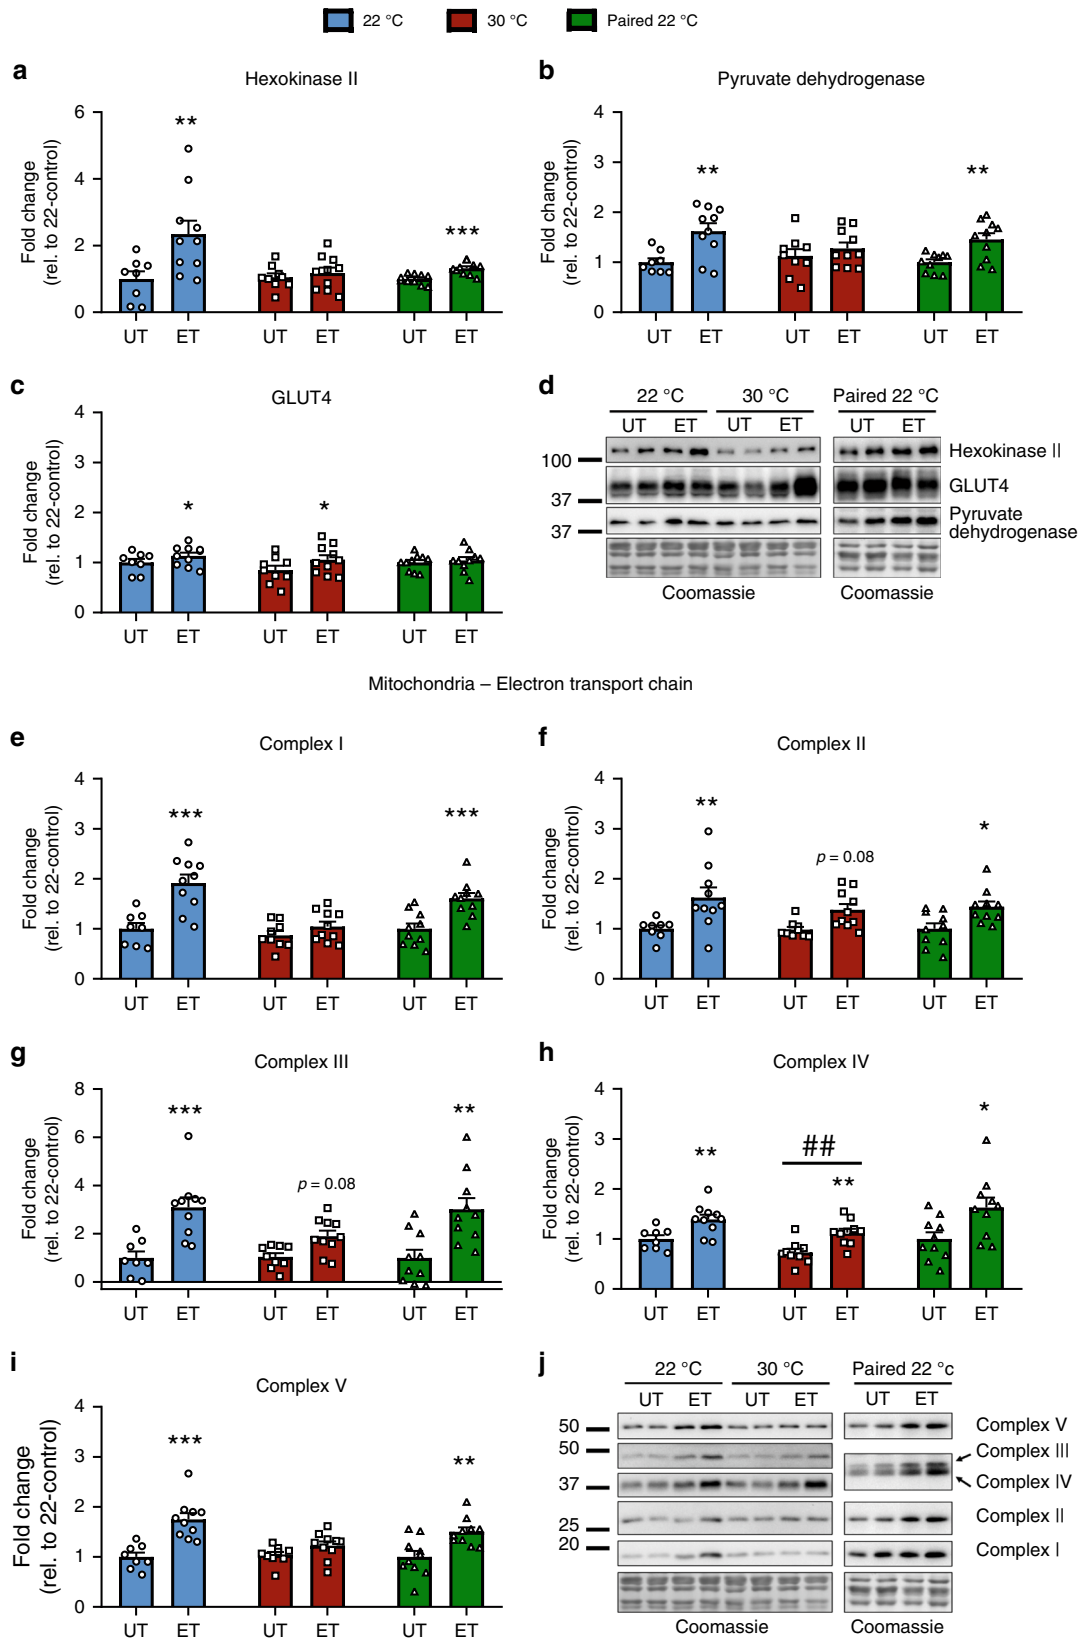 22 °C 30 °C Paired 22 °C
a
Hexokinase II
Fold change
(rel. to 22-control)
6
4
2
0
**
***
UT ET UT ET UT ET
b
Pyruvate dehydrogenase
Fold change
(rel. to 22-control)
4
3
2
1
0
**
**
UT ET UT ET UT ET
c
GLUT4
Fold change
(rel. to 22-control)
4
3
2
1
0
*
*
UT ET UT ET UT ET
d
22 °C 30 °C Paired 22 °C
UT ET UT ET UT ET
100
37
37
Hexokinase II
GLUT4
Pyruvate
dehydrogenase
Coomassie Coomassie
Mitochondria – Electron transport chain
e
Complex I
Fold change
(rel. to 22-control)
4
3
2
1
0
***
***
UT ET UT ET UT ET
f
Complex II
Fold change
(rel. to 22-control)
4
3
2
1
0
**
p = 0.08
*
UT ET UT ET UT ET
g
Complex III
Fold change
(rel. to 22-control)
8
6
4
2
0
***
p = 0.08
**
UT ET UT ET UT ET
h
Complex IV
Fold change
(rel. to 22-control)
4
3
2
1
0
**
##
**
*
UT ET UT ET UT ET
i
Complex V
Fold change
(rel. to 22-control)
4
3
2
1
0
***
**
UT ET UT ET UT ET
j
22 °C 30 °C Paired 22 °c
UT ET UT ET UT ET
50
50
37
25
20
Complex V
Complex III
Complex IV
Complex II
Complex I
Coomassie Coomassie